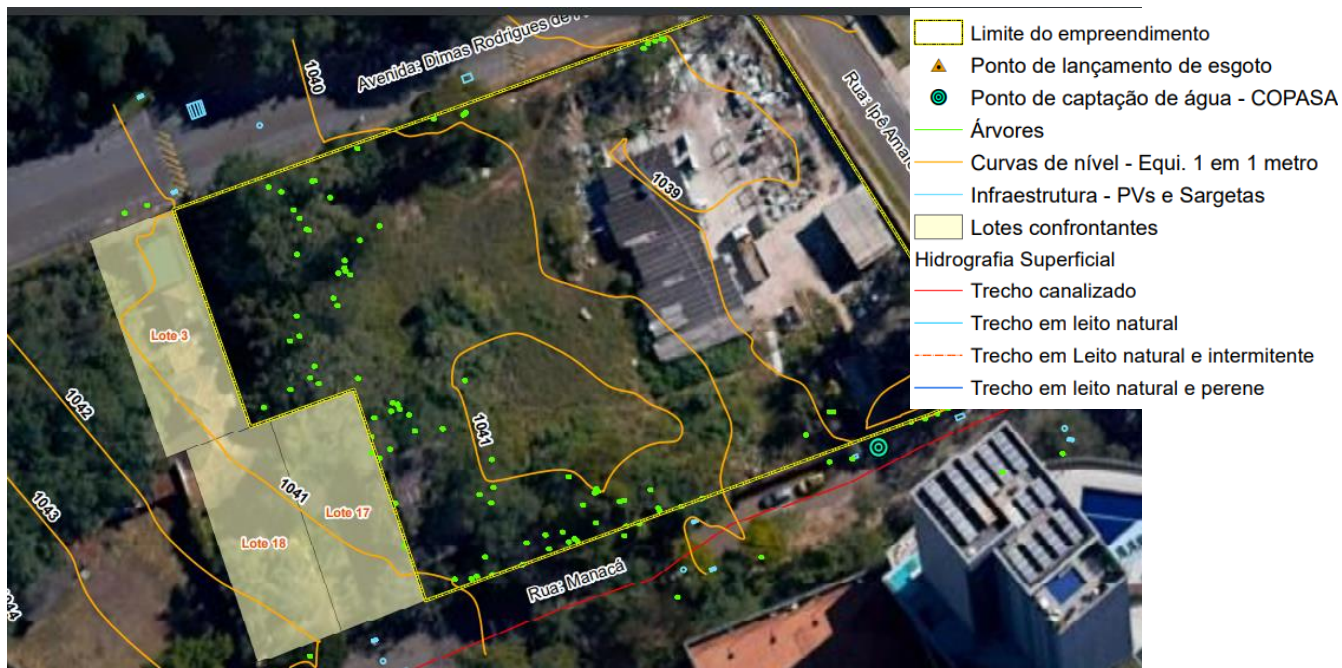 Avenida: Dimas Rodrigues de
1040
Rua: Ipê
1039
Lote 3
1042
1041
1041
Lote 17
Lote 18
1043
1044
Rua: Manacá
Limite do empreendimento
Ponto de lançamento de esgoto
Ponto de captação de água - COPASA
Árvores
Curvas de nível - Equi. 1 em 1 metro
Infraestrutura - PVs e Sargetas
Lotes confrontantes
Hidrografia Superficial
Trecho canalizado
Trecho em leito natural
Trecho em Leito natural e intermitente
Trecho em leito natural e perene